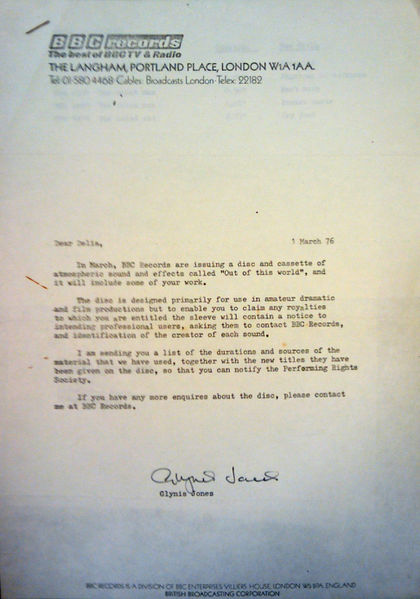 BBC records
The best of BBC TV & Radio
THE LANGHAM, PORTLAND PLACE, LONDON W1A 1AA.
Tel: 01 580 4468 Cables: Broadcasts London · Telex: 22182
Dear Delia, 1 March 76
In March, BBC Records are issuing a disc and cassette of
atmospheric sound and effects called "Out of this world", and
it will include some of your work.
The disc is designed primarily for use in amateur dramatic
and film productions but to enable you to claim any royalties
to which you are entitled the sleeve will contain a notice to
intending professional users, asking them to contact BBC Records,
and identification of the creator of each sound.
I am sending you a list of the durations and sources of the
material that we have used, together with the new titles they have
been given on the disc, so that you can notify the Performing Rights
Society.
If you have any more enquires about the disc, please contact
me at BBC Records.
Glynis Jones
Glynis Jones
BBC RECORDS IS A DIVISION OF BBC ENTERPRISES VILLIERS HOUSE LONDON W5 2PA ENGLAND
BRITISH BROADCASTING CORPORATION